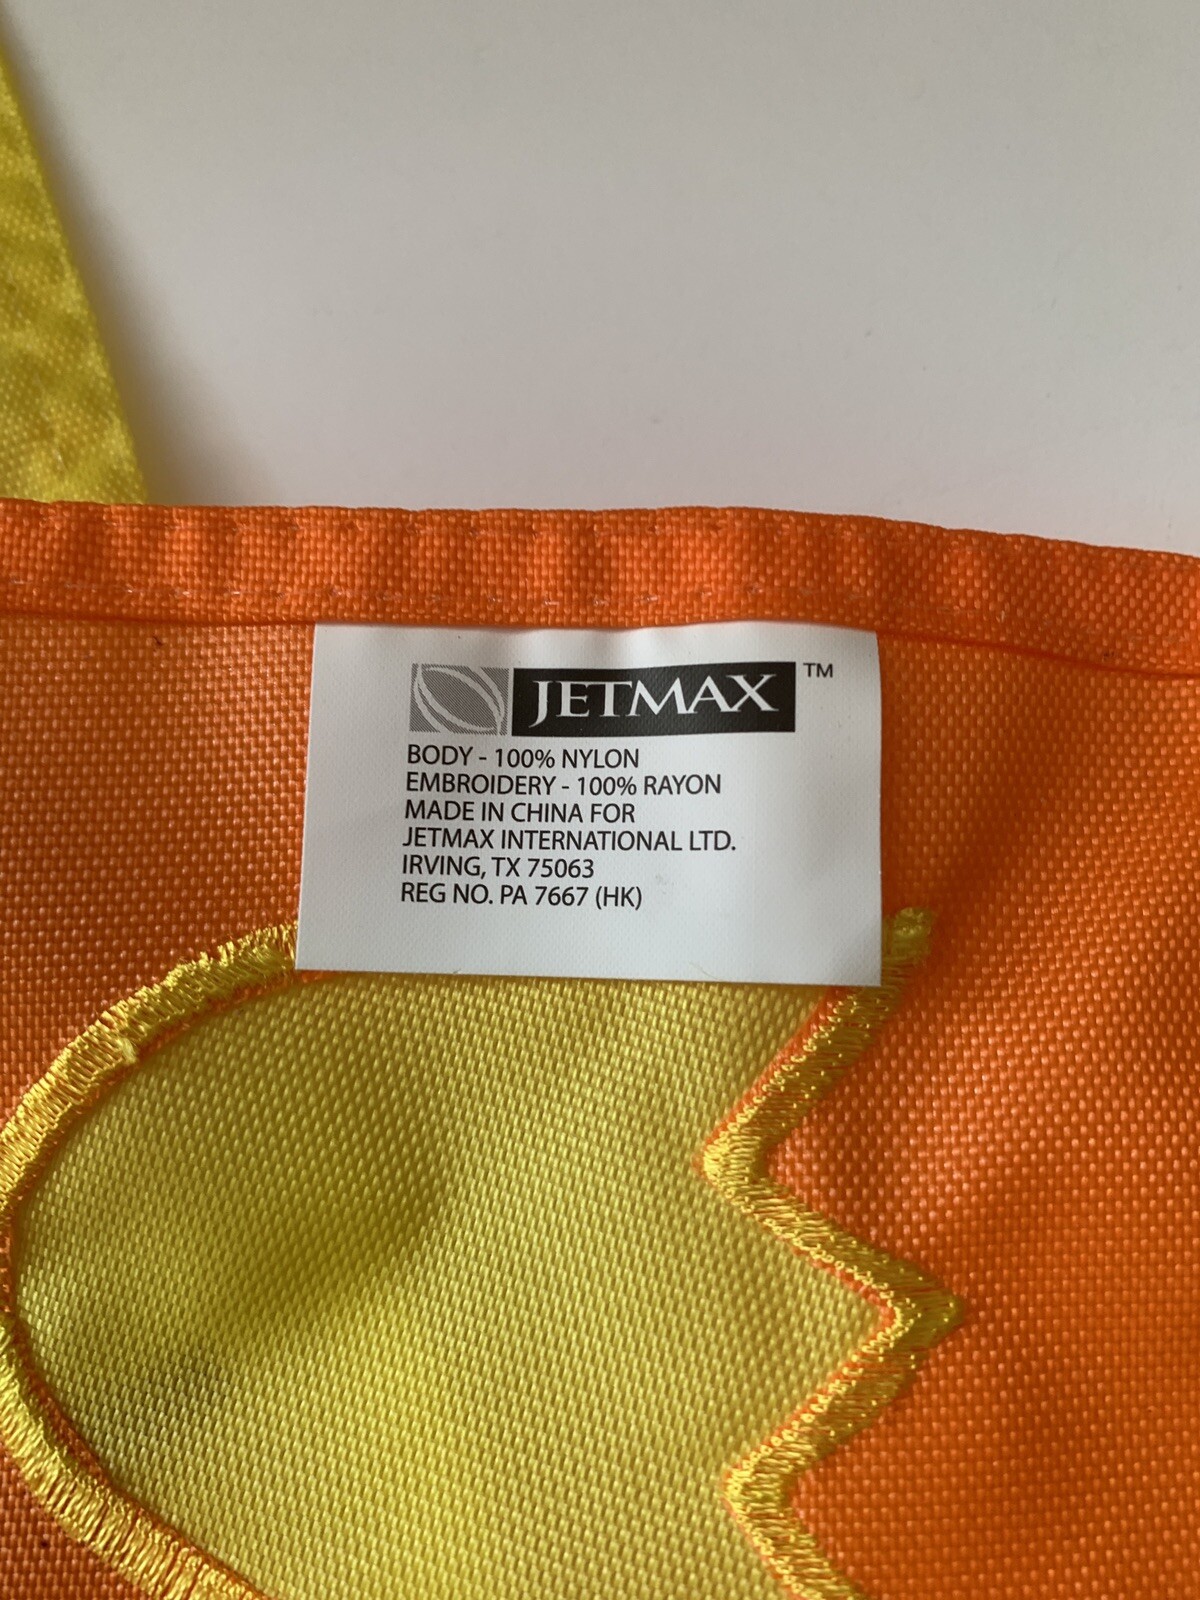 JETMAX ™
BODY - 100% NYLON
EMBROIDERY - 100% RAYON
MADE IN CHINA FOR
JETMAX INTERNATIONAL LTD.
IRVING, TX 75063
REG NO. PA 7667 (HK)